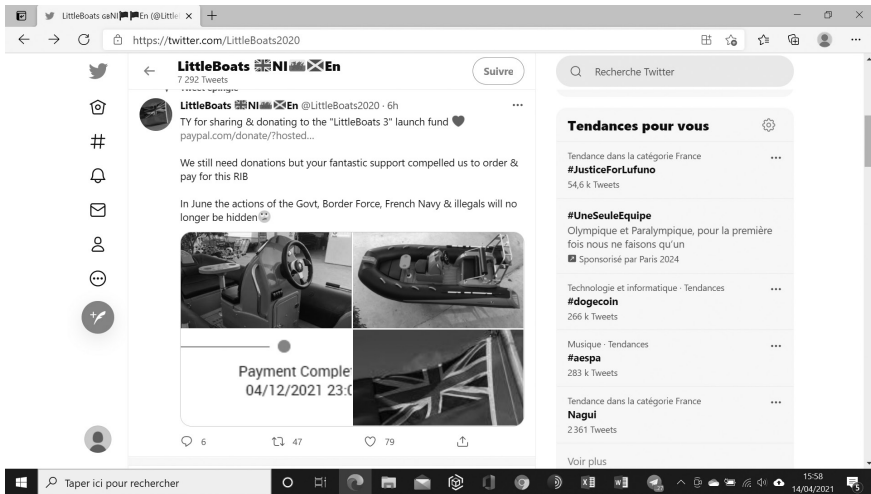 LittleBoats GBNI🏴🏴En (@Little
https://twitter.com/LittleBoats2020
LittleBoats 🇬🇧NI🏴󠁧󠁢󠁷󠁬󠁳󠁿🏴󠁧󠁢󠁳󠁣󠁴󠁿En
7 292 Tweets
Suivre
LittleBoats 🇬🇧NI🏴󠁧󠁢󠁷󠁬󠁳󠁿🏴󠁧󠁢󠁳󠁣󠁴󠁿En @LittleBoats2020 · 6h
TY for sharing & donating to the "LittleBoats 3" launch fund 🖤
paypal.com/donate/?hosted...
We still need donations but your fantastic support compelled us to order &
pay for this RIB
In June the actions of the Govt, Border Force, French Navy & illegals will no
longer be hidden🙄
Payment Comple
04/12/2021 23:0
6
47
79
Recherche Twitter
Tendances pour vous
Tendance dans la catégorie France
#JusticeForLufuno
54,6 k Tweets
#UneSeuleEquipe
Olympique et Paralympique, pour la première
fois nous ne faisons qu'un
Sponsorisé par Paris 2024
Technologie et informatique · Tendances
#dogecoin
266 k Tweets
Musique · Tendances
#aespa
283 k Tweets
Tendance dans la catégorie France
Nagui
2 361 Tweets
Voir plus
Taper ici pour rechercher
15:58
14/04/2021